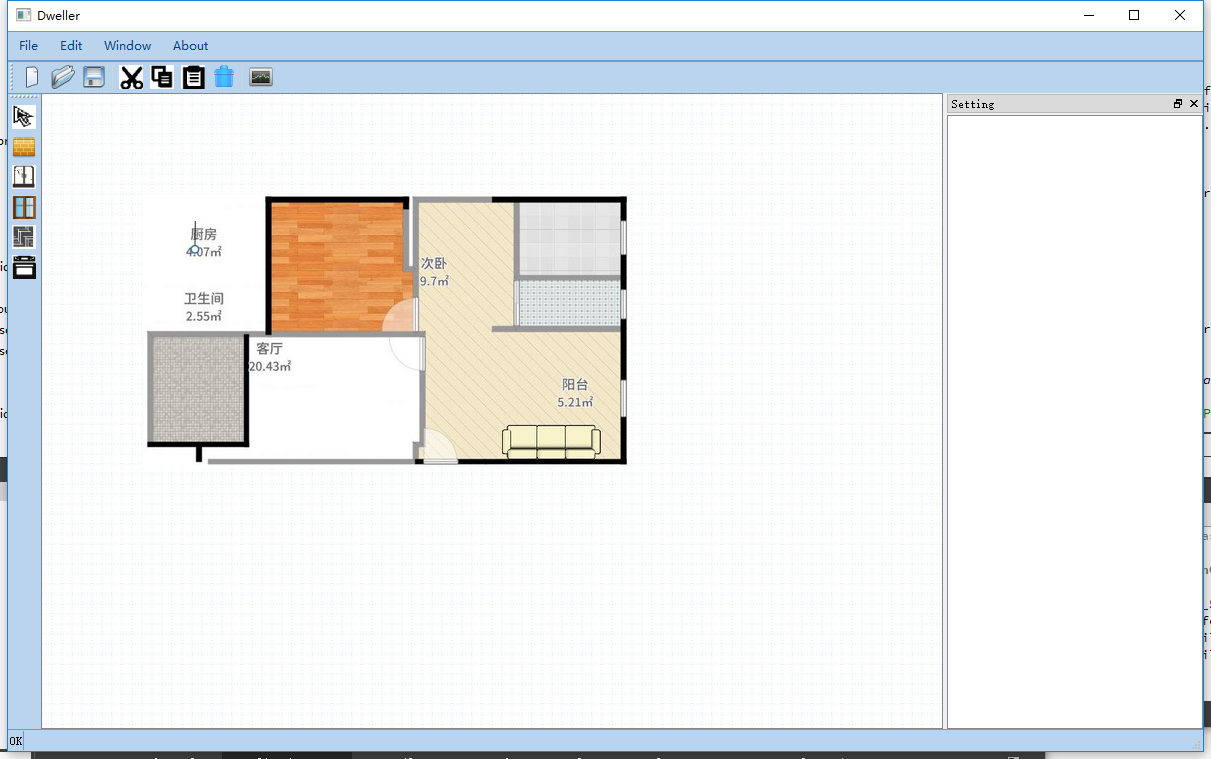 Dweller
File Edit Window About
Setting
厨房
4.07㎡
次卧
9.7㎡
卫生间
2.55㎡
客厅
20.43㎡
阳台
5.21㎡
OK